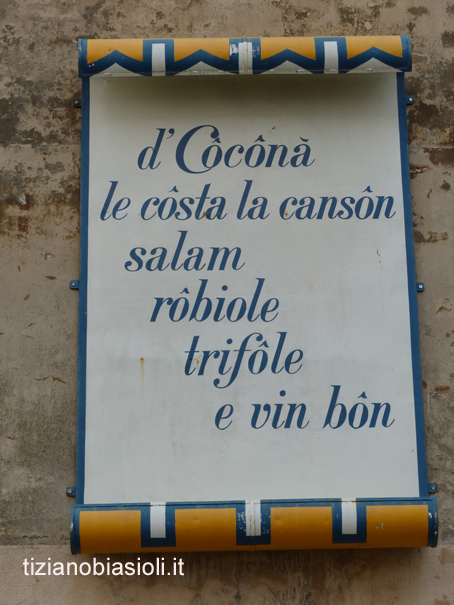 d' Côcônà
le côsta la cansôn
salam
rôbiole
trifôle
e vin bôn
tizianobiasioli.it